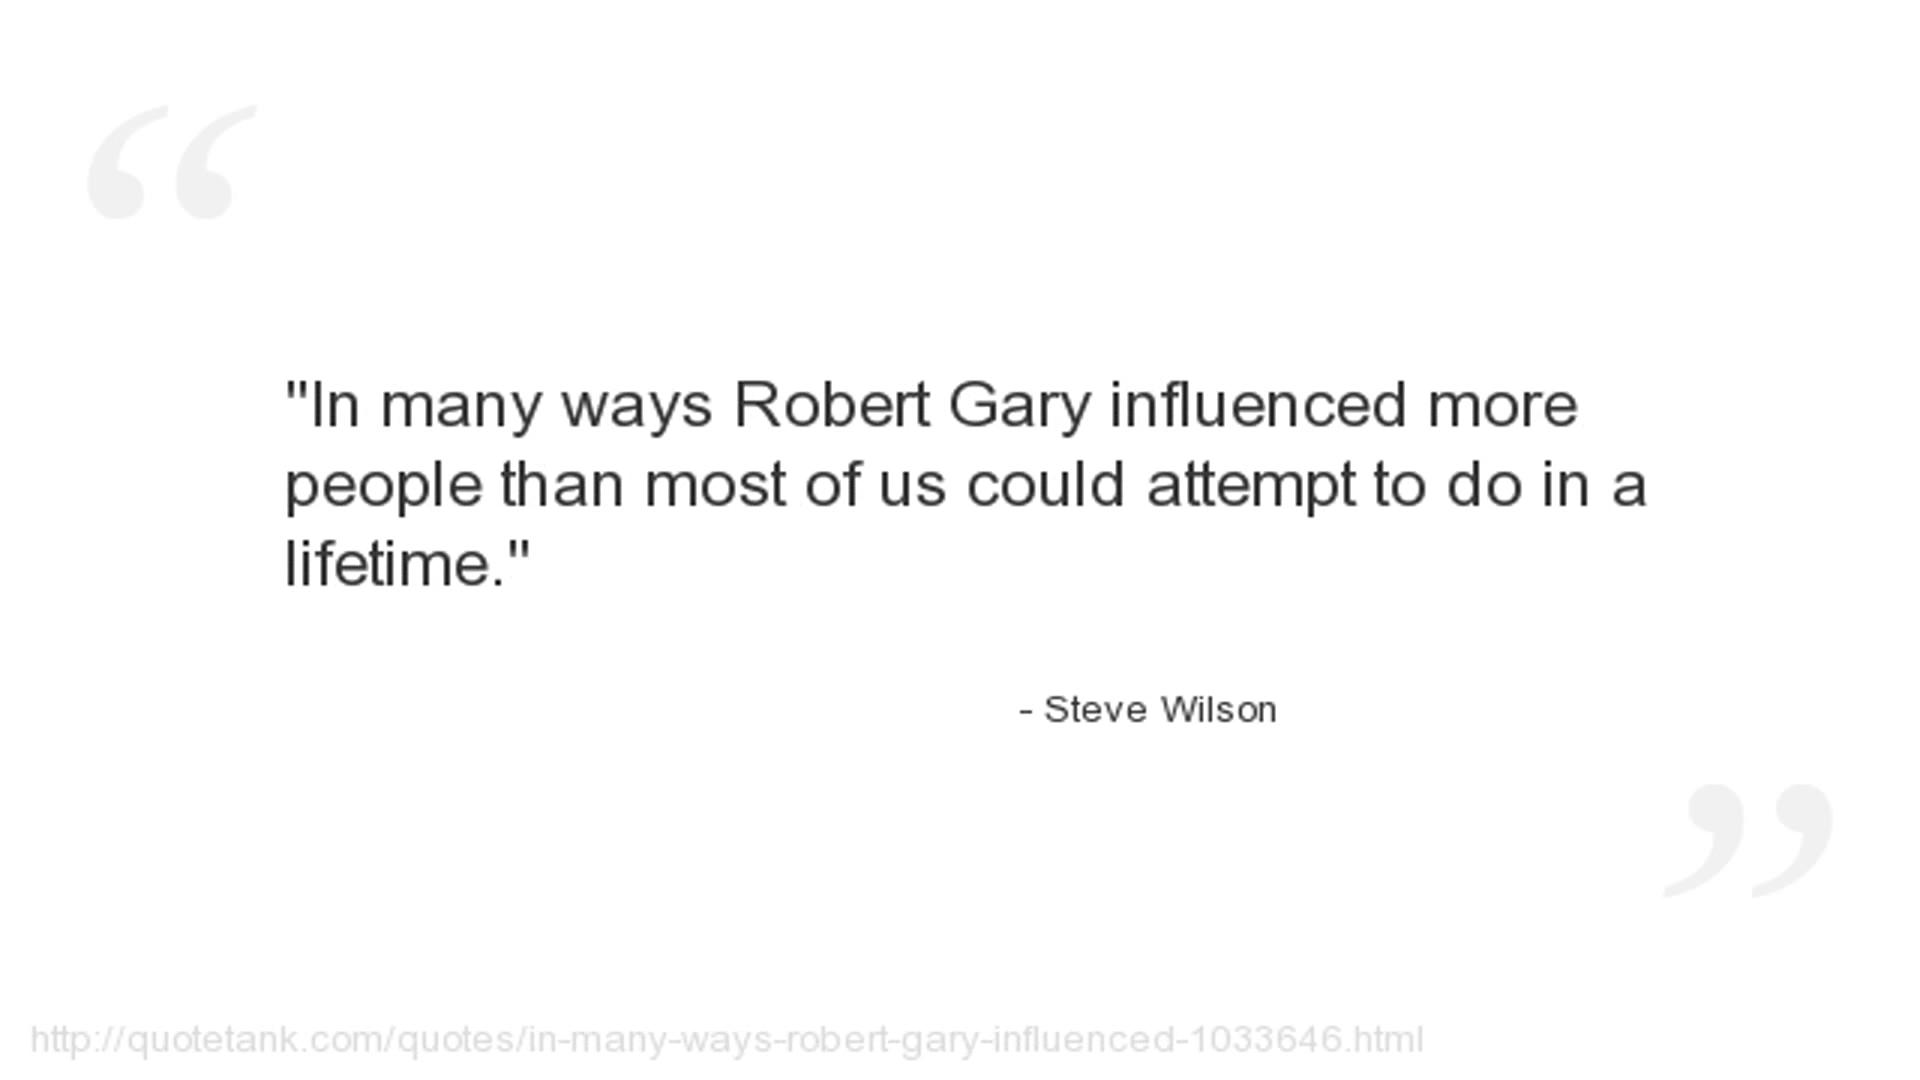 "In many ways Robert Gary influenced more
people than most of us could attempt to do in a
lifetime."
- Steve Wilson
http://quotetank.com/quotes/in-many-ways-robert-gary-influenced-1033646.html